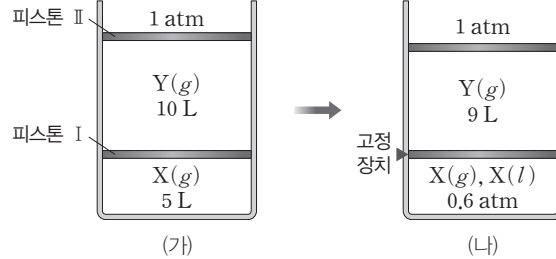 피스톤 Ⅱ
1 atm
Y(g)
10 L
피스톤 Ⅰ
X(g)
5 L
(가)
1 atm
Y(g)
9 L
고정
장치
X(g), X(l)
0.6 atm
(나)